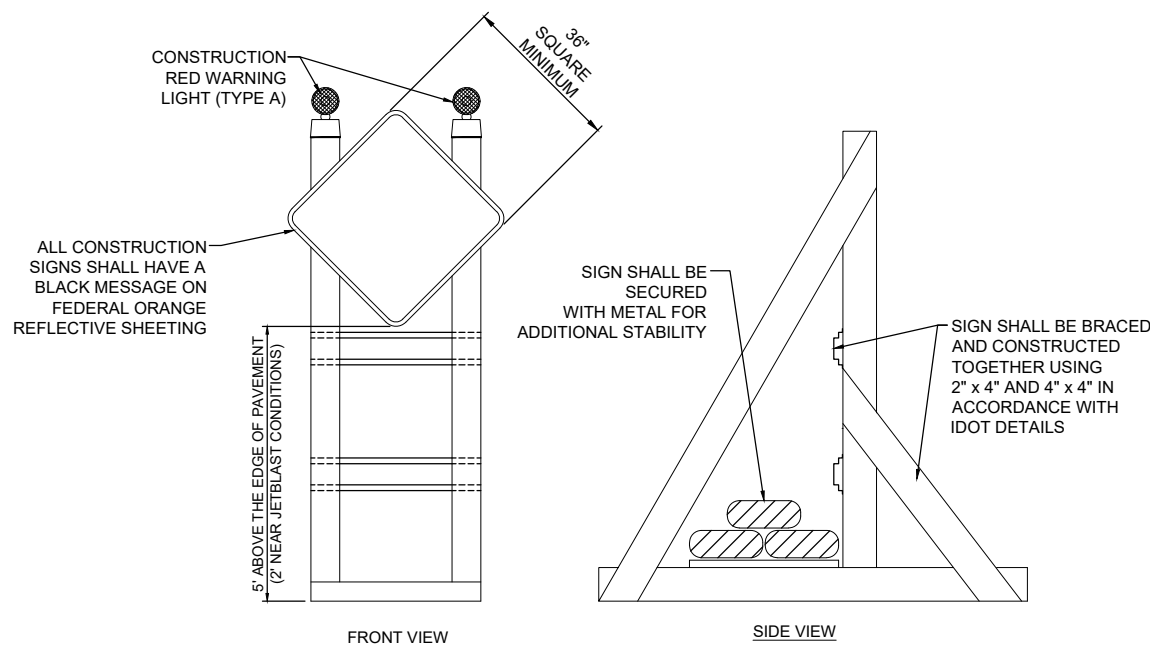 CONSTRUCTION
RED WARNING
LIGHT (TYPE A)
36"
SQUARE
MINIMUM
ALL CONSTRUCTION
SIGNS SHALL HAVE A
BLACK MESSAGE ON
FEDERAL ORANGE
REFLECTIVE SHEETING
5' ABOVE THE EDGE OF PAVEMENT
(2' NEAR JETBLAST CONDITIONS)
FRONT VIEW
SIGN SHALL BE
SECURED
WITH METAL FOR
ADDITIONAL STABILITY
SIGN SHALL BE BRACED
AND CONSTRUCTED
TOGETHER USING
2" x 4" AND 4" x 4" IN
ACCORDANCE WITH
IDOT DETAILS
SIDE VIEW